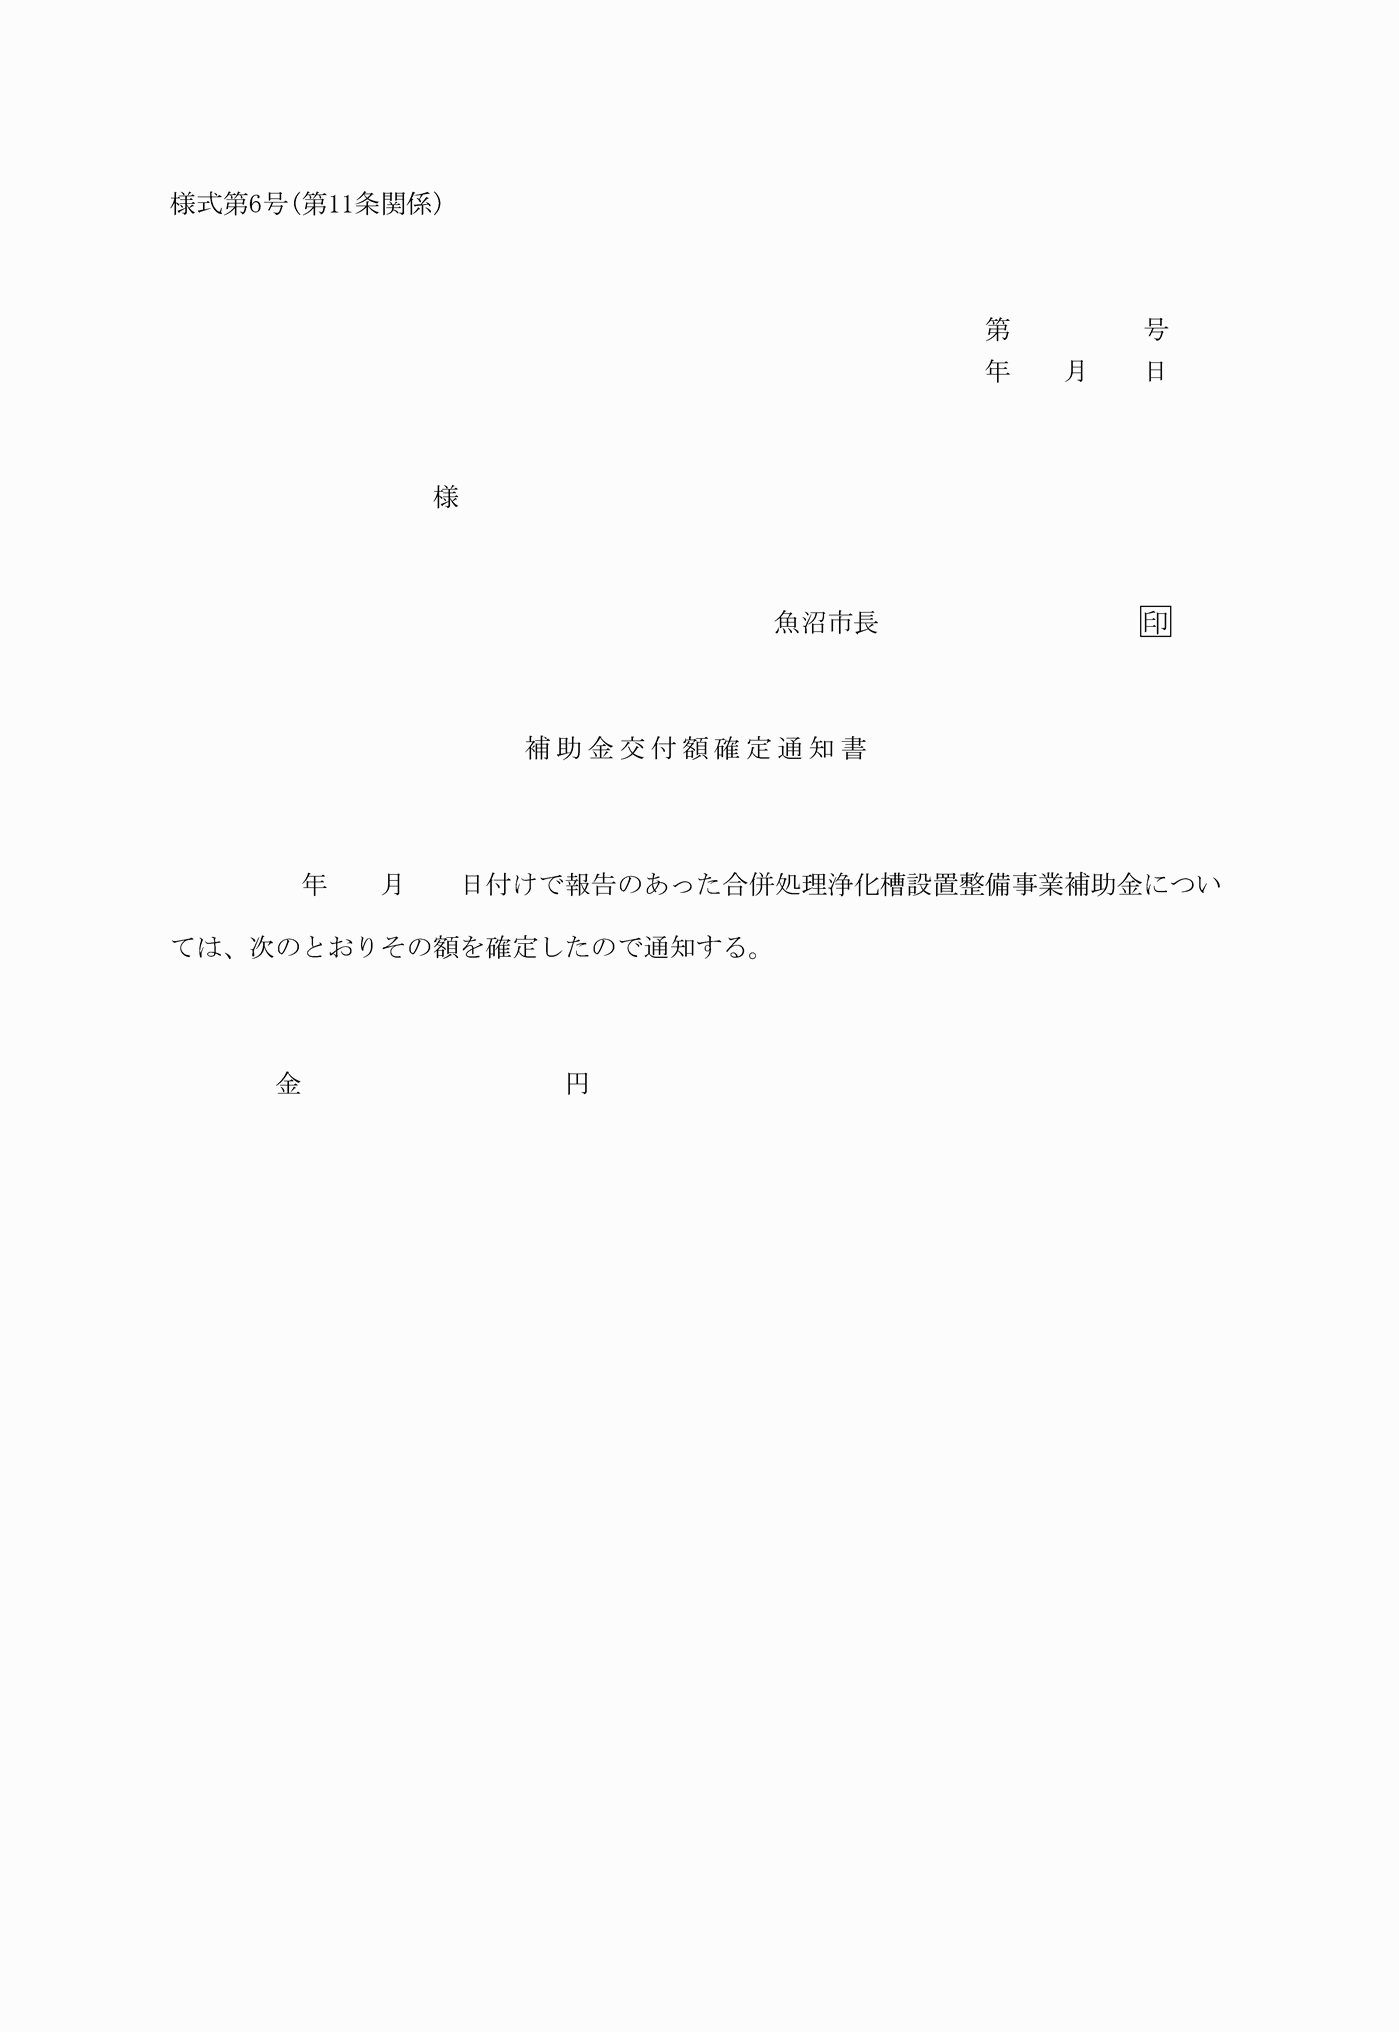 様式第6号(第11条関係)
第　　　　　号
年　　月　　日
様
魚沼市長　　　　　　　　　　印
補助金交付額確定通知書
年　　月　　日付けで報告のあった合併処理浄化槽設置整備事業補助金につい
ては、次のとおりその額を確定したので通知する。
金　　　　　　　　　　円